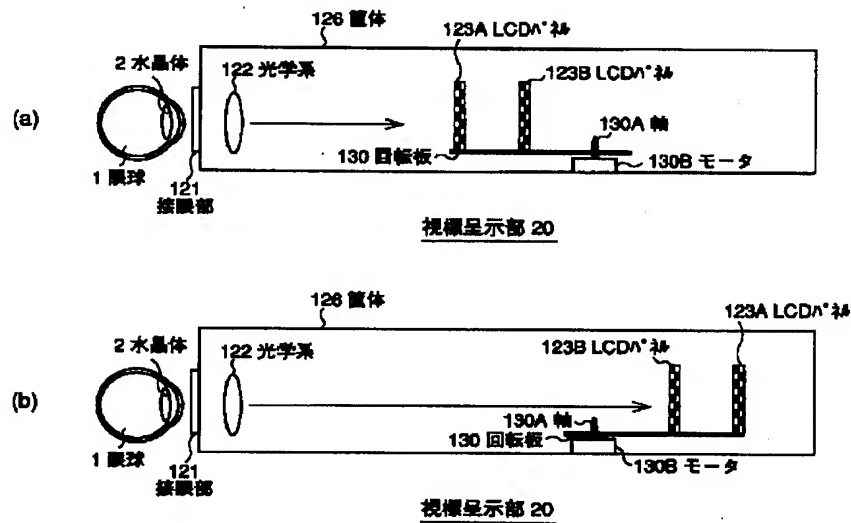 126 筐体
123A LCDパネル
2 水晶体
122 光学系
123B LCDパネル
(a)
130A 軸
1 眼球
121
接眼部
130 回転板
130B モータ
視標呈示部 20
126 筐体
123A LCDパネル
2 水晶体
122 光学系
123B LCDパネル
(b)
130A 軸
1 眼球
121
接眼部
130 回転板
130B モータ
視標呈示部 20